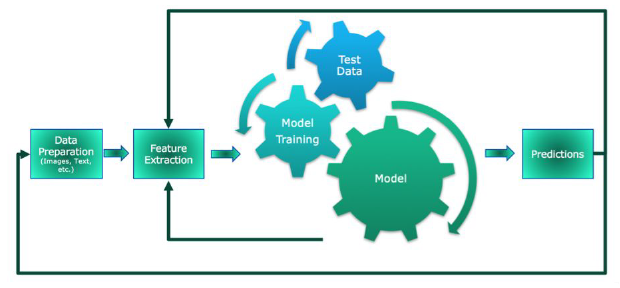 Data
Preparation
(Images, Text,
etc.)
Feature
Extraction
Test
Data
Model
Training
Model
Predictions